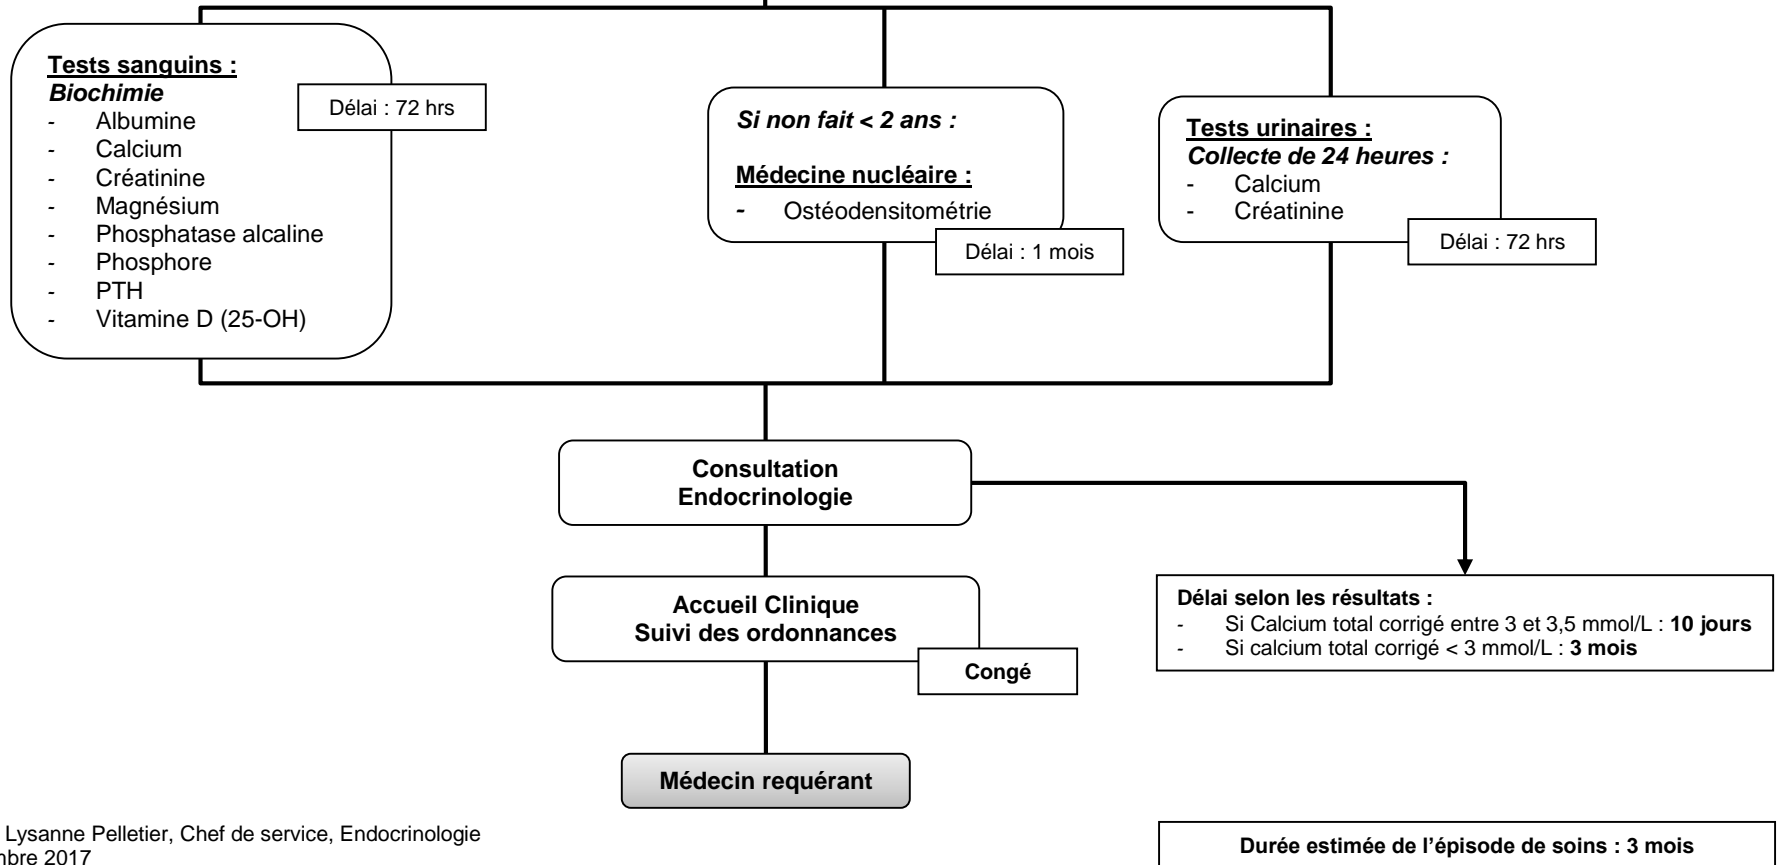 Tests sanguins :
Biochimie
- Albumine
- Calcium
- Créatinine
- Magnésium
- Phosphatase alcaline
- Phosphore
- PTH
- Vitamine D (25-OH)
Délai : 72 hrs
Si non fait < 2 ans :
Médecine nucléaire :
- Ostéodensitométrie
Délai : 1 mois
Tests urinaires :
Collecte de 24 heures :
- Calcium
- Créatinine
Délai : 72 hrs
Consultation
Endocrinologie
Accueil Clinique
Suivi des ordonnances
Congé
Délai selon les résultats :
- Si Calcium total corrigé entre 3 et 3,5 mmol/L : 10 jours
- Si calcium total corrigé < 3 mmol/L : 3 mois
Médecin requérant
Lysanne Pelletier, Chef de service, Endocrinologie
mbre 2017
Durée estimée de l'épisode de soins : 3 mois